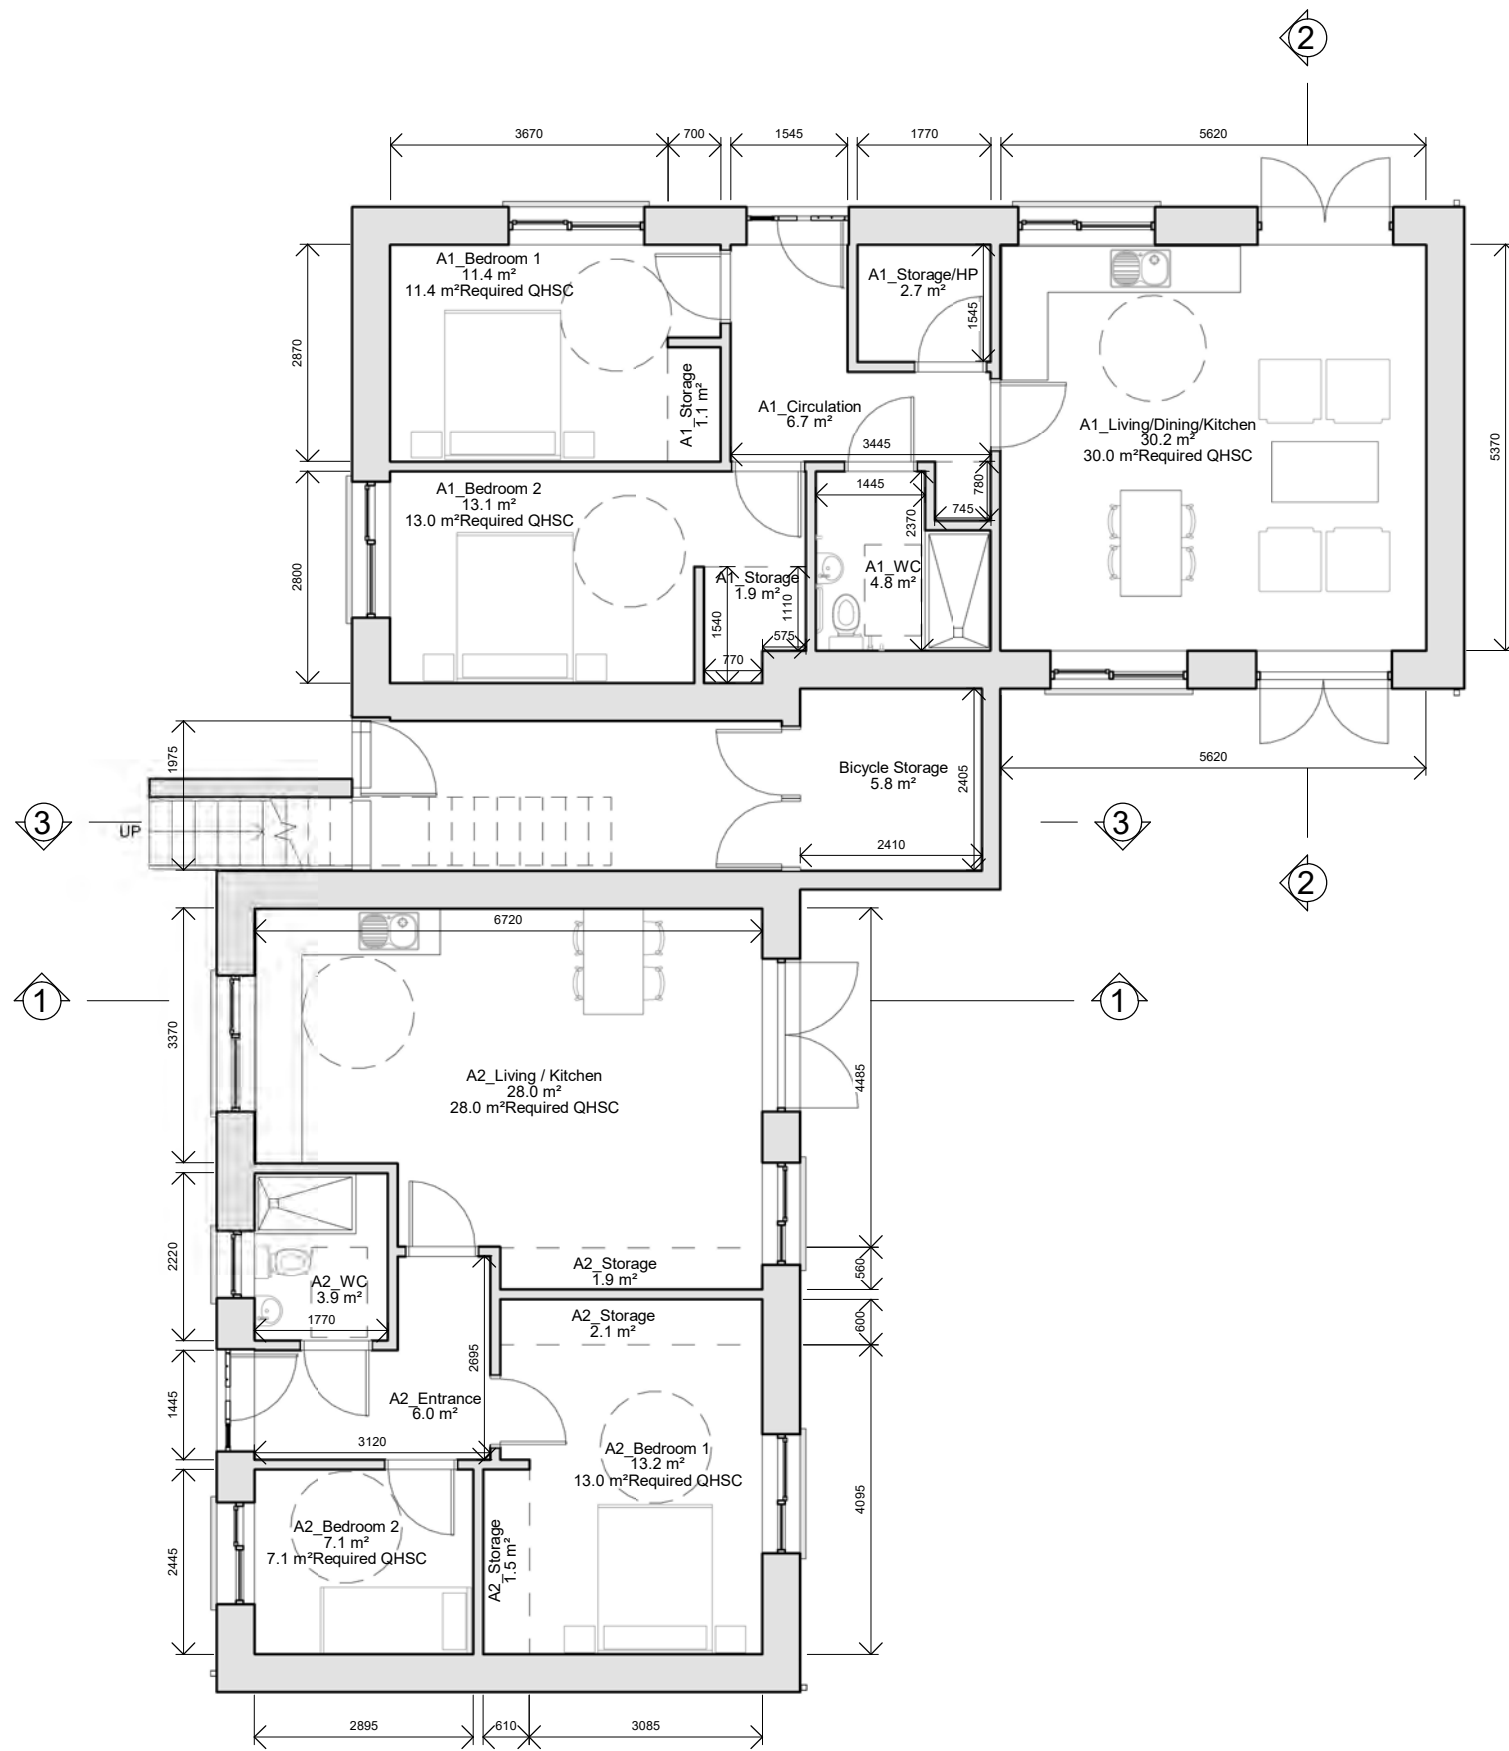 2
3670
700
1545
1770
5620
A1_Bedroom 1
11.4 m²
11.4 m²Required QHSC
A1_Storage/HP
2.7 m²
1545
2870
A1_Storage
1.1 m²
A1_Circulation
6.7 m²
3445
A1_Living/Dining/Kitchen
30.2 m²
30.0 m²Required QHSC
5370
A1_Bedroom 2
13.1 m²
13.0 m²Required QHSC
1445
780
745
2370
2800
A1_Storage
1.9 m²
A1_WC
4.8 m²
1540
1110
575
770
1975
Bicycle Storage
5.8 m²
2405
2410
5620
3
UP
3
2
6720
1
3370
1
4485
A2_Living / Kitchen
28.0 m²
28.0 m²Required QHSC
2220
A2_Storage
1.9 m²
560
A2_WC
3.9 m²
1770
A2_Storage
2.1 m²
600
2695
1445
A2_Entrance
6.0 m²
3120
A2_Bedroom 1
13.2 m²
13.0 m²Required QHSC
4095
A2_Bedroom 2
7.1 m²
7.1 m²Required QHSC
2445
A2_Storage
1.5 m²
2895
610
3085